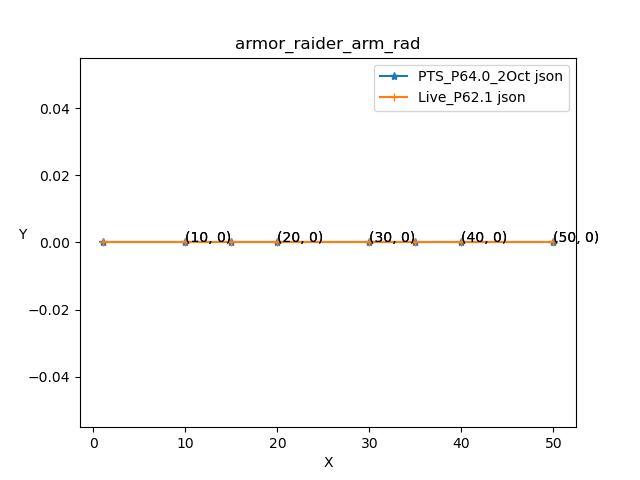 armor_raider_arm_rad
PTS_P64.0_2Oct json
Live_P62.1 json
0.04
0.02
0.00
−0.02
−0.04
Y
(10, 0) (20, 0) (30, 0) (40, 0) (50, 0)
0 10 20 30 40 50
X